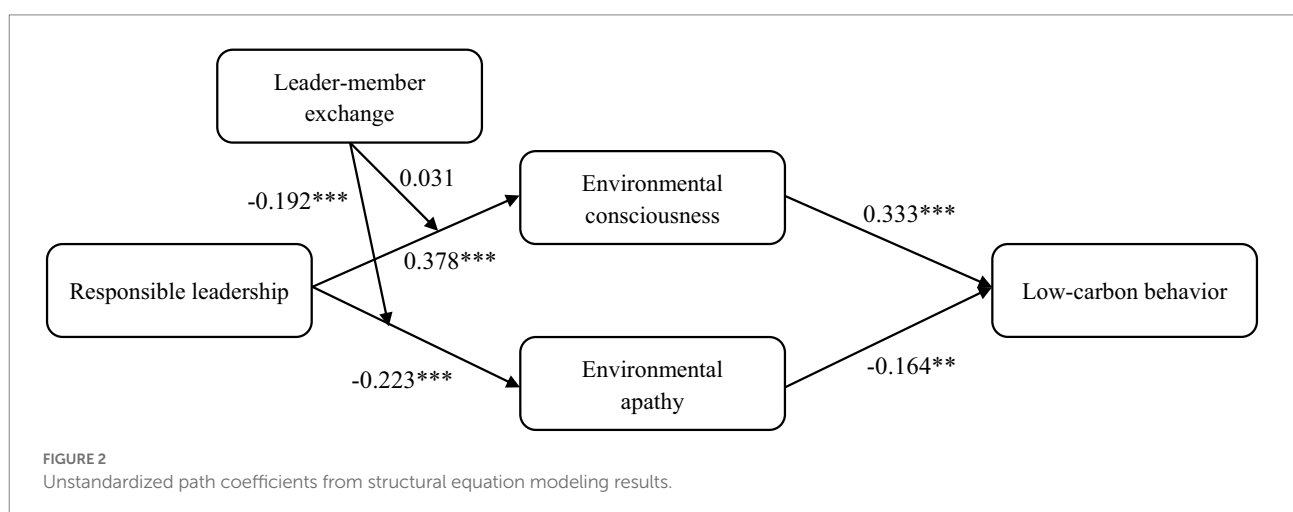 Leader-member
exchange
0.031
-0.192***
Environmental
consciousness
0.333***
0.378***
Responsible leadership
Low-carbon behavior
-0.223***
Environmental
apathy
-0.164**
FIGURE 2
Unstandardized path coefficients from structural equation modeling results.